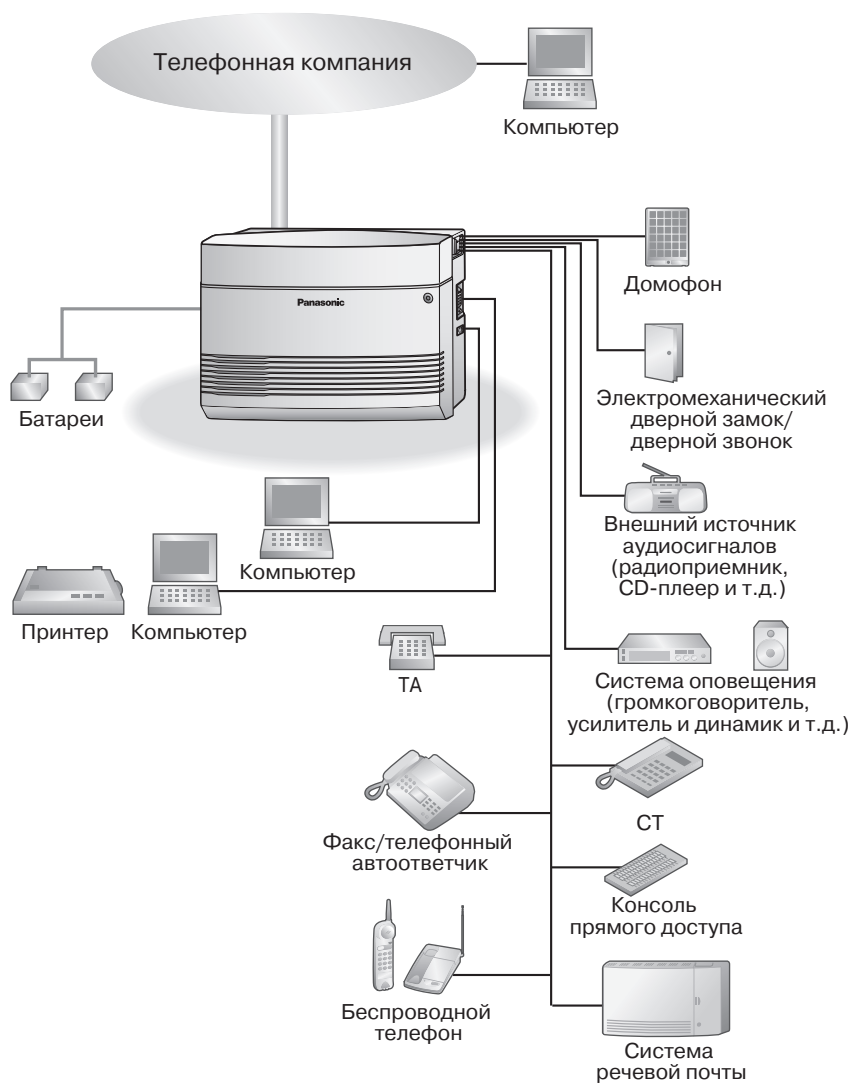 Телефонная компания
Компьютер
Panasonic
Домофон
Батареи
Электромеханический
дверной замок/
дверной звонок
Компьютер
Внешний источник
аудиосигналов
(радиоприемник,
CD-плеер и т.д.)
Принтер
Компьютер
ТА
Система оповещения
(громкоговоритель,
усилитель и динамик и т.д.)
Факс/телефонный
автоответчик
СТ
Консоль
прямого доступа
Беспроводной
телефон
Система
речевой почты